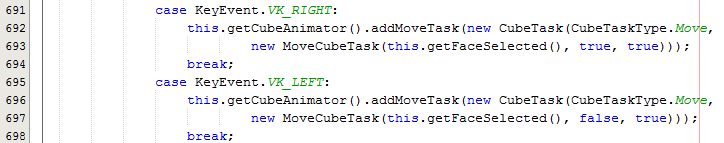 691 case KeyEvent.VK_RIGHT:
692 this.getCubeAnimator().addMoveTask(new CubeTask(CubeTaskType.Move,
693 new MoveCubeTask(this.getFaceSelected(), true, true)));
694 break;
695 case KeyEvent.VK_LEFT:
696 this.getCubeAnimator().addMoveTask(new CubeTask(CubeTaskType.Move,
697 new MoveCubeTask(this.getFaceSelected(), false, true)));
698 break;